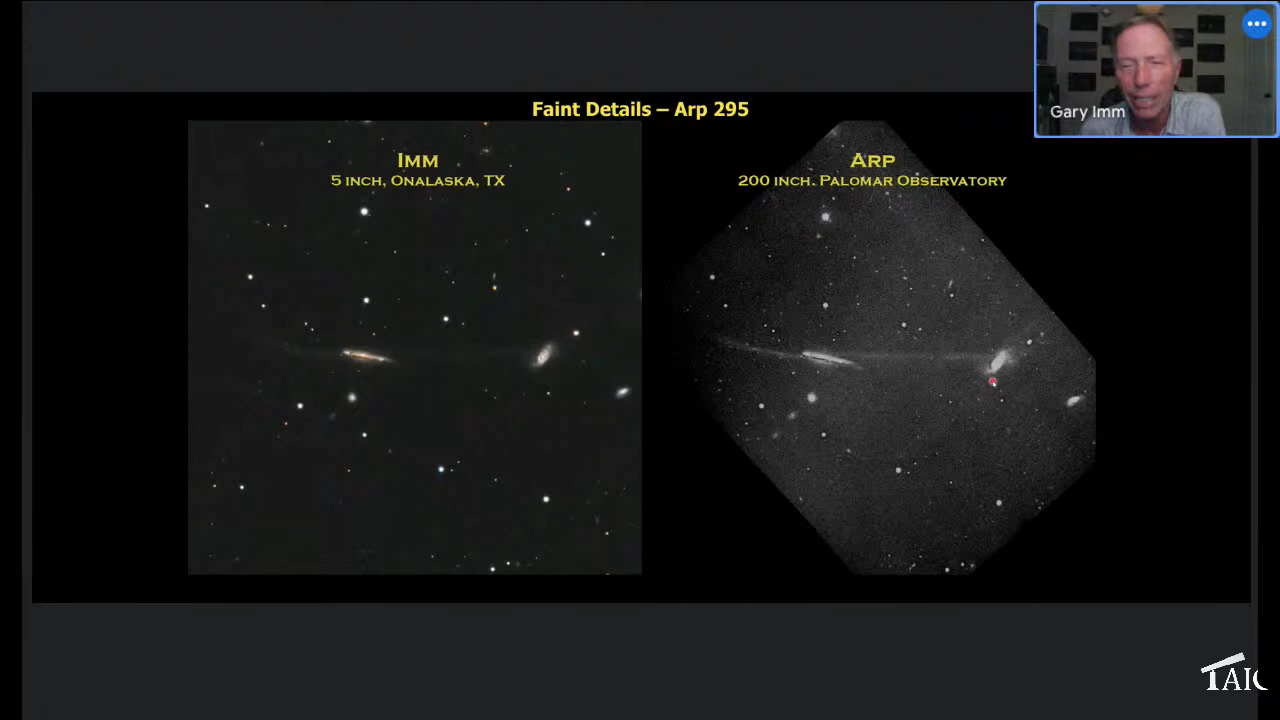 Faint Details – Arp 295
Gary Imm
Imm
5 inch, Onalaska, TX
Arp
200 inch. Palomar Observatory
TAIC